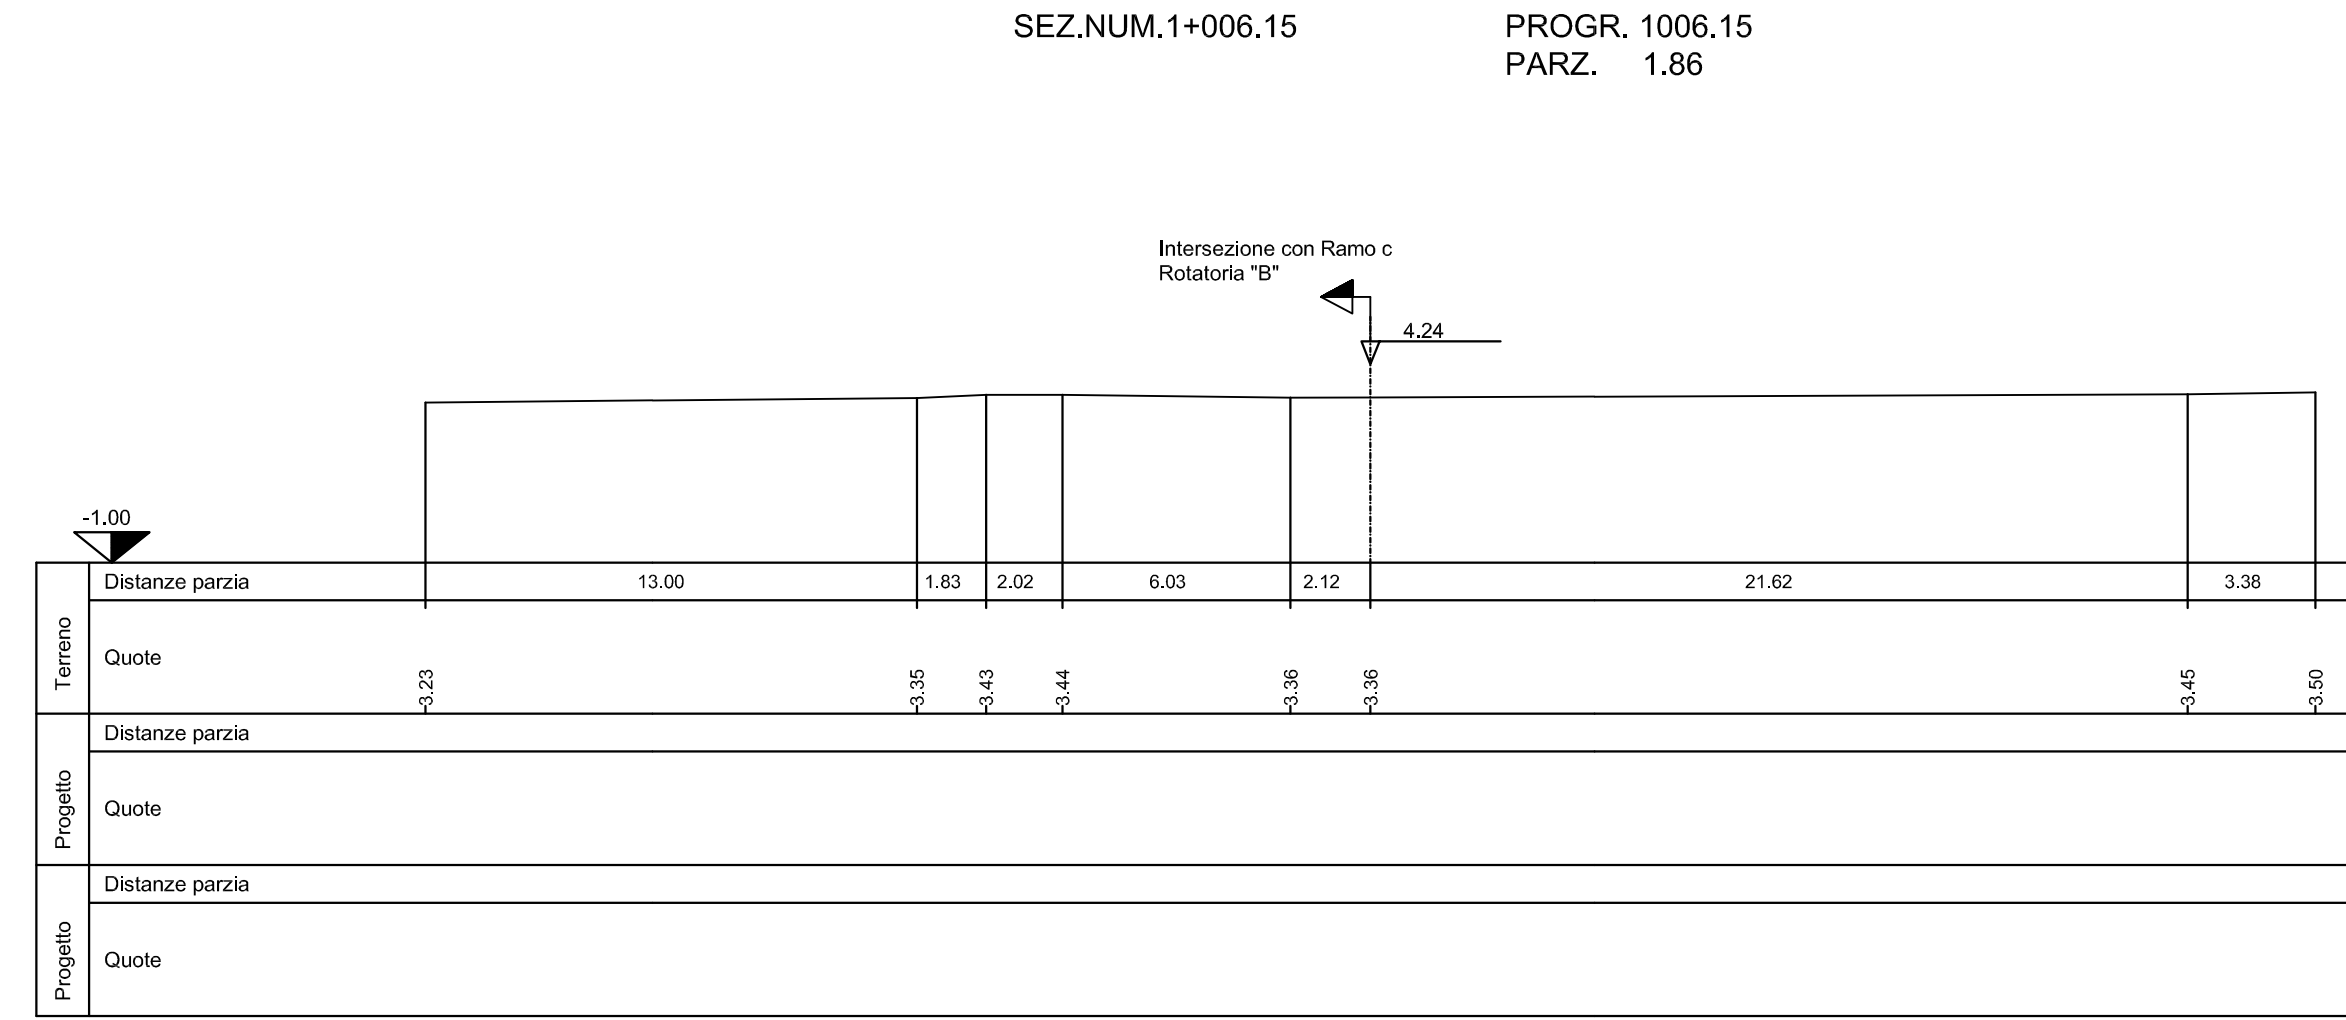 SEZ.NUM.1+006.15
PROGR. 1006.15
PARZ. 1.86
Intersezione con Ramo c
Rotatoria "B"
4.24
-1.00
Terreno
Distanze parzia 13.00 1.83 2.02 6.03 2.12 21.62 3.38
Quote 3.23 3.35 3.43 3.44 3.36 3.36 3.45 3.50
Progetto
Distanze parzia
Quote
Progetto
Distanze parzia
Quote